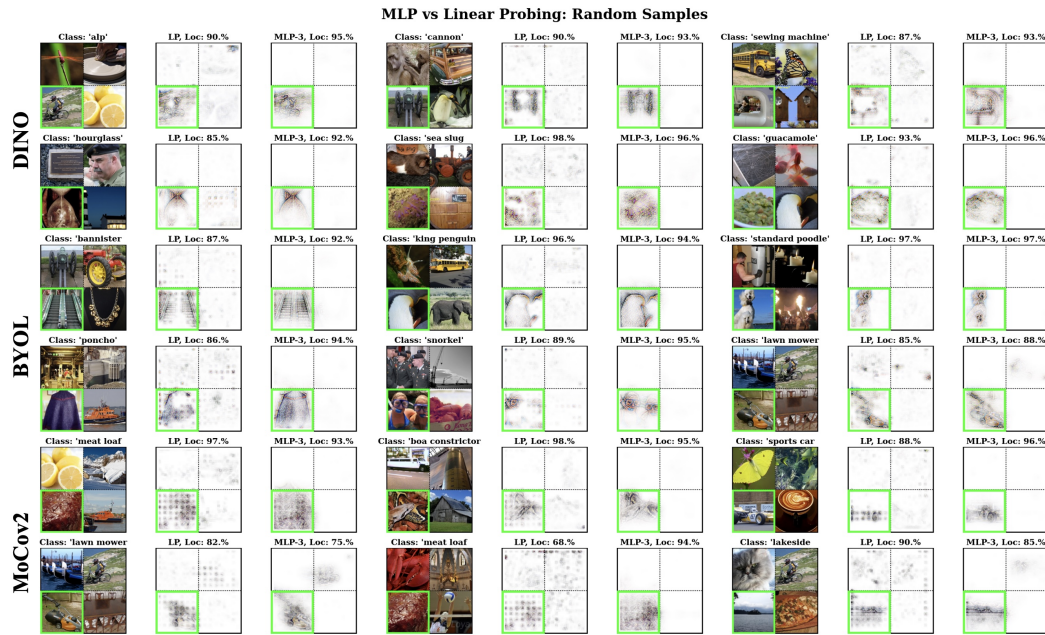 MLP vs Linear Probing: Random Samples
Class: 'alp' LP, Loc: 90.% MLP-3, Loc: 95.% Class: 'cannon' LP, Loc: 90.% MLP-3, Loc: 93.% Class: 'sewing machine' LP, Loc: 87.% MLP-3, Loc: 93.%
DINO
Class: 'hourglass' LP, Loc: 85.% MLP-3, Loc: 92.% Class: 'sea slug LP, Loc: 98.% MLP-3, Loc: 96.% Class: 'guacamole' LP, Loc: 93.% MLP-3, Loc: 96.%
Class: 'bannister LP, Loc: 87.% MLP-3, Loc: 92.% Class: 'king penguin LP, Loc: 96.% MLP-3, Loc: 94.% Class: 'standard poodle' LP, Loc: 97.% MLP-3, Loc: 97.%
BYOL
Class: 'poncho' LP, Loc: 86.% MLP-3, Loc: 94.% Class: 'snorkel' LP, Loc: 89.% MLP-3, Loc: 95.% Class: 'lawn mower LP, Loc: 85.% MLP-3, Loc: 88.%
Class: 'meat loaf LP, Loc: 97.% MLP-3, Loc: 93.% Class: 'boa constrictor LP, Loc: 98.% MLP-3, Loc: 95.% Class: 'sports car LP, Loc: 88.% MLP-3, Loc: 96.%
MoCov2
Class: 'lawn mower LP, Loc: 82.% MLP-3, Loc: 75.% Class: 'meat loaf LP, Loc: 68.% MLP-3, Loc: 94.% Class: 'lakeside LP, Loc: 90.% MLP-3, Loc: 85.%